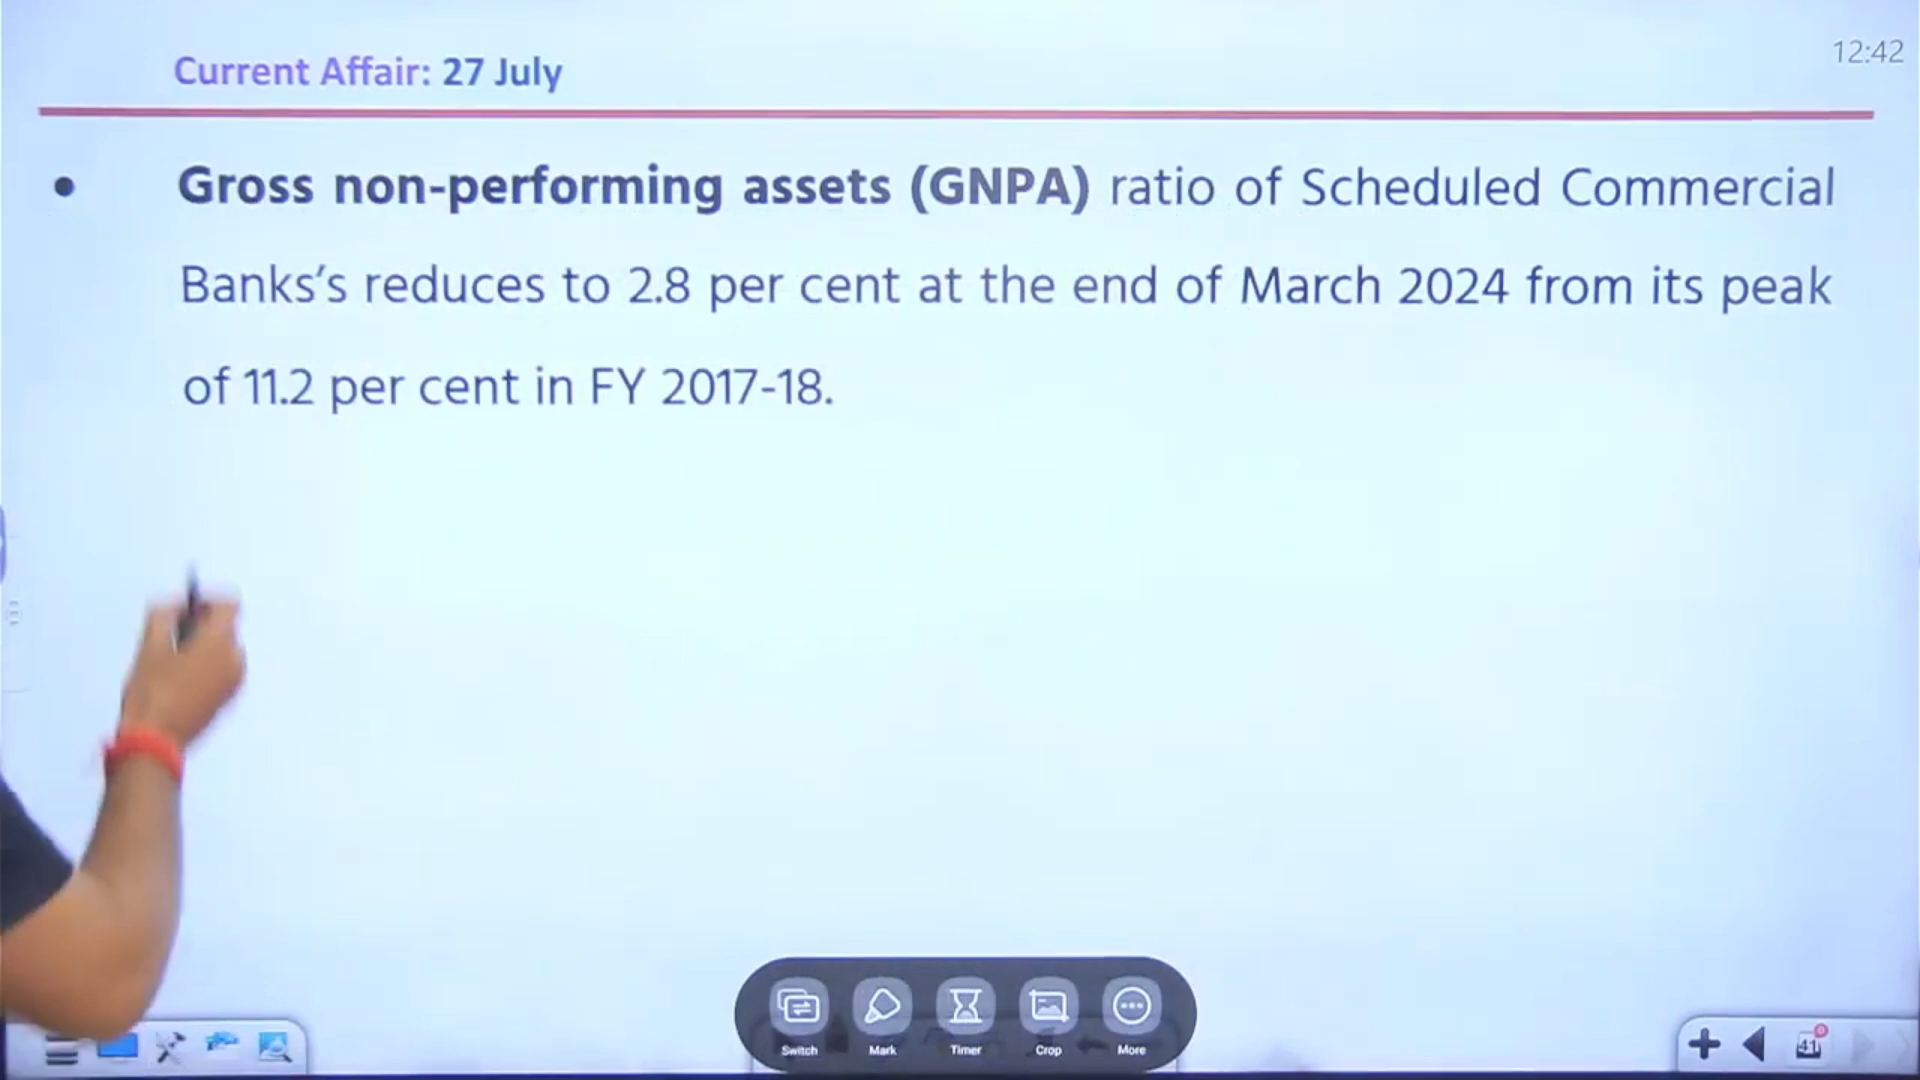 12:42
Current Affair: 27 July
• Gross non-performing assets (GNPA) ratio of Scheduled Commercial
Banks’s reduces to 2.8 per cent at the end of March 2024 from its peak
of 11.2 per cent in FY 2017-18.
Switch Mark Timer Crop More
41
0